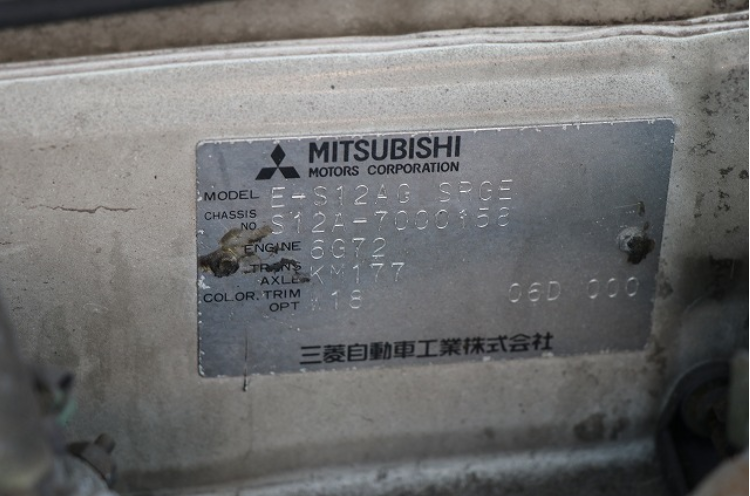 MITSUBISHI
MOTORS CORPORATION
MODEL E-S12AG SPGE
CHASSIS NO S12A-7000158
ENGINE 6G72
TRANS AXLE KM177
COLOR.TRIM OPT X18 06D 000
三菱自動車工業株式会社